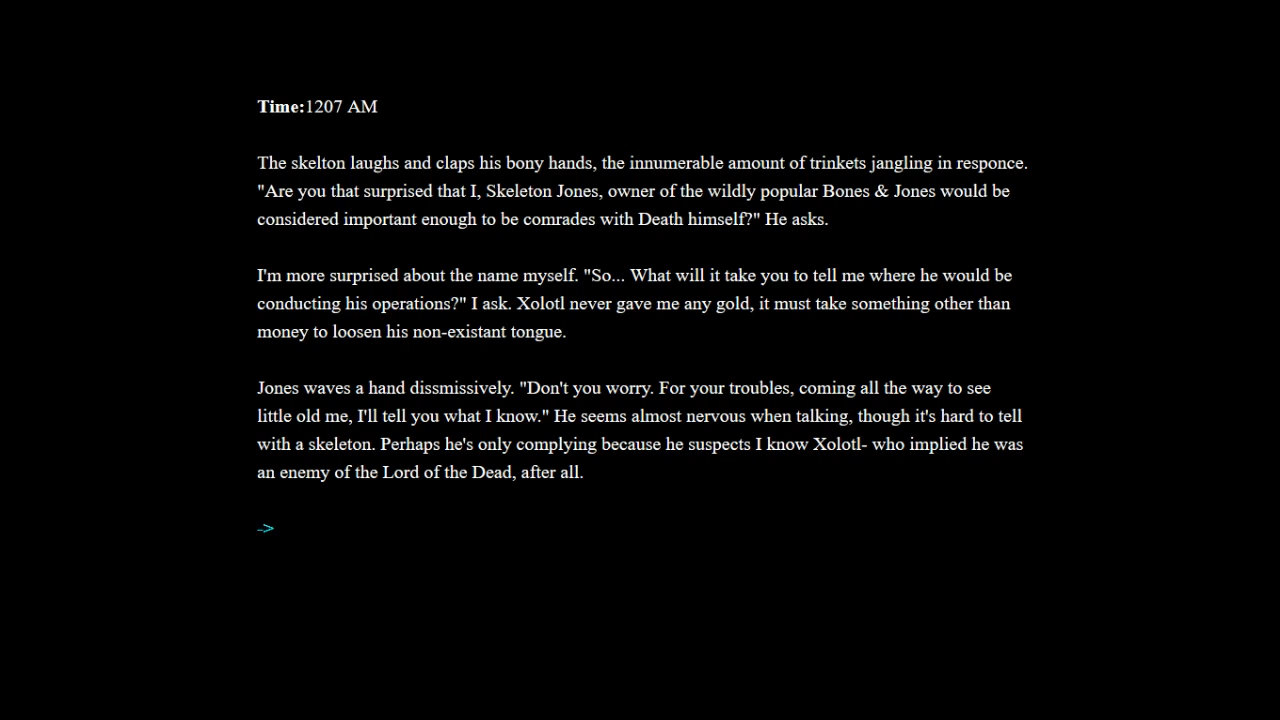 Time:1207 AM
The skelton laughs and claps his bony hands, the innumerable amount of trinkets jangling in responce.
"Are you that surprised that I, Skeleton Jones, owner of the wildly popular Bones & Jones would be
considered important enough to be comrades with Death himself?" He asks.
I'm more surprised about the name myself. "So... What will it take you to tell me where he would be
conducting his operations?" I ask. Xolotl never gave me any gold, it must take something other than
money to loosen his non-existant tongue.
Jones waves a hand dissmissively. "Don't you worry. For your troubles, coming all the way to see
little old me, I'll tell you what I know." He seems almost nervous when talking, though it's hard to tell
with a skeleton. Perhaps he's only complying because he suspects I know Xolotl- who implied he was
an enemy of the Lord of the Dead, after all.
->